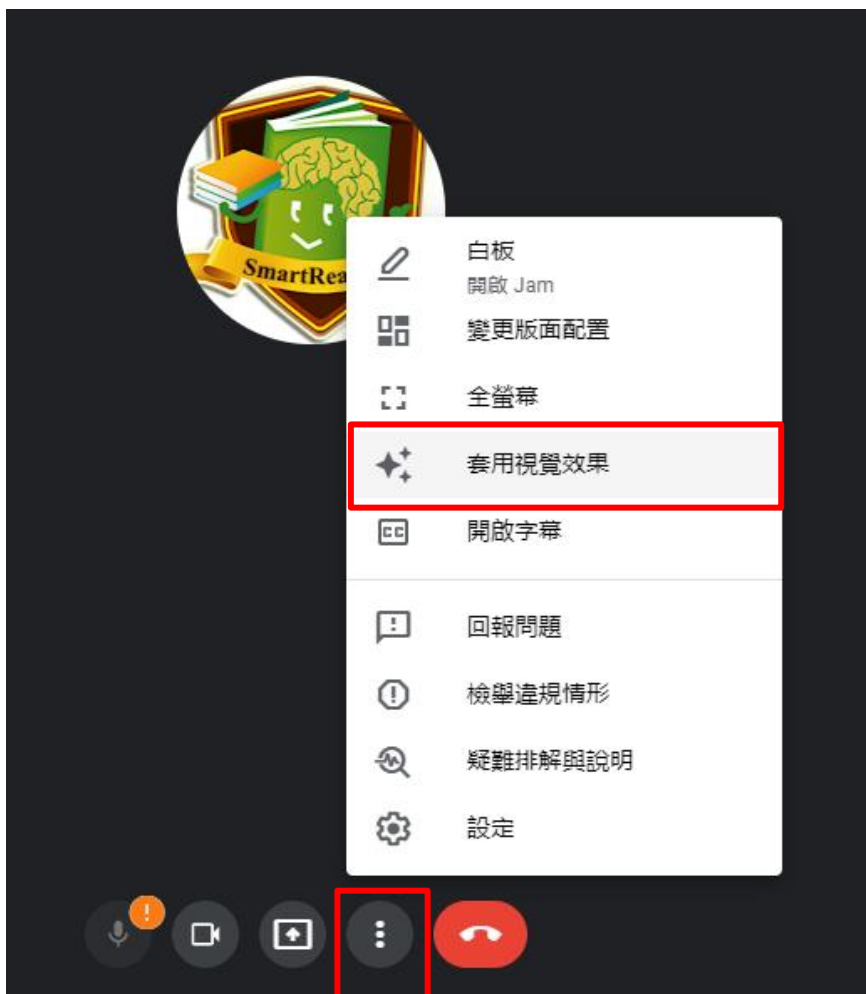 SmartRea
白板
開啟 Jam
變更版面配置
全螢幕
套用視覺效果
開啟字幕
回報問題
檢舉違規情形
疑難排解與說明
設定